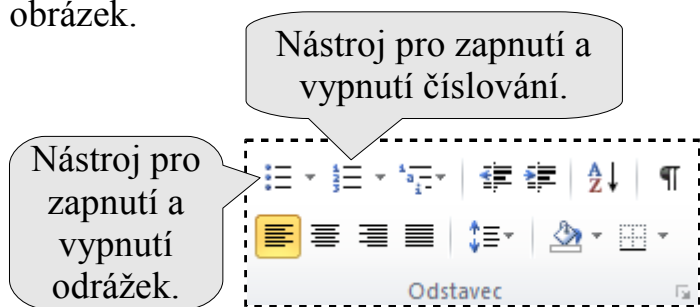 obrázek.
Nástroj pro zapnutí a
vypnutí číslování.
Nástroj pro
zapnutí a
vypnutí
odrážek.
Odstavec